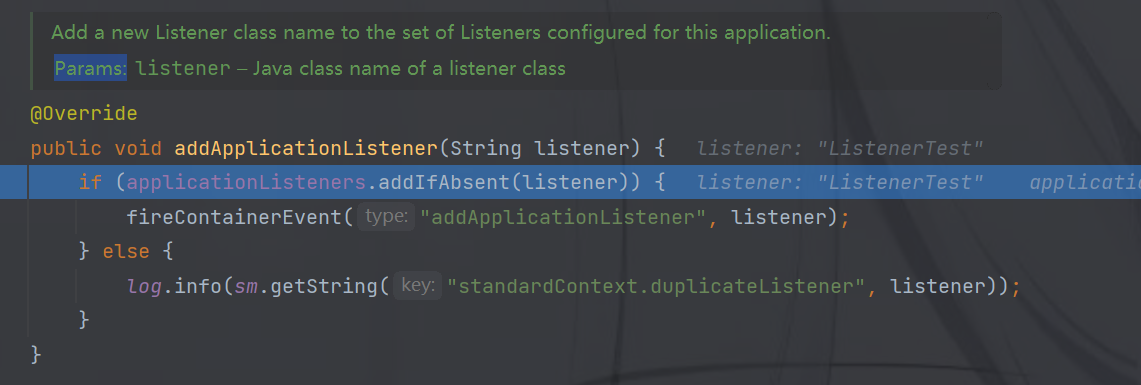 Add a new Listener class name to the set of Listeners configured for this application.
Params: listener – Java class name of a listener class
@Override
public void addApplicationListener(String listener) {   listener: "ListenerTest"
if (applicationListeners.addIfAbsent(listener)) {   listener: "ListenerTest"
fireContainerEvent( type: "addApplicationListener", listener);
} else {
log.info(sm.getString( key: "standardContext.duplicateListener", listener));
}
}